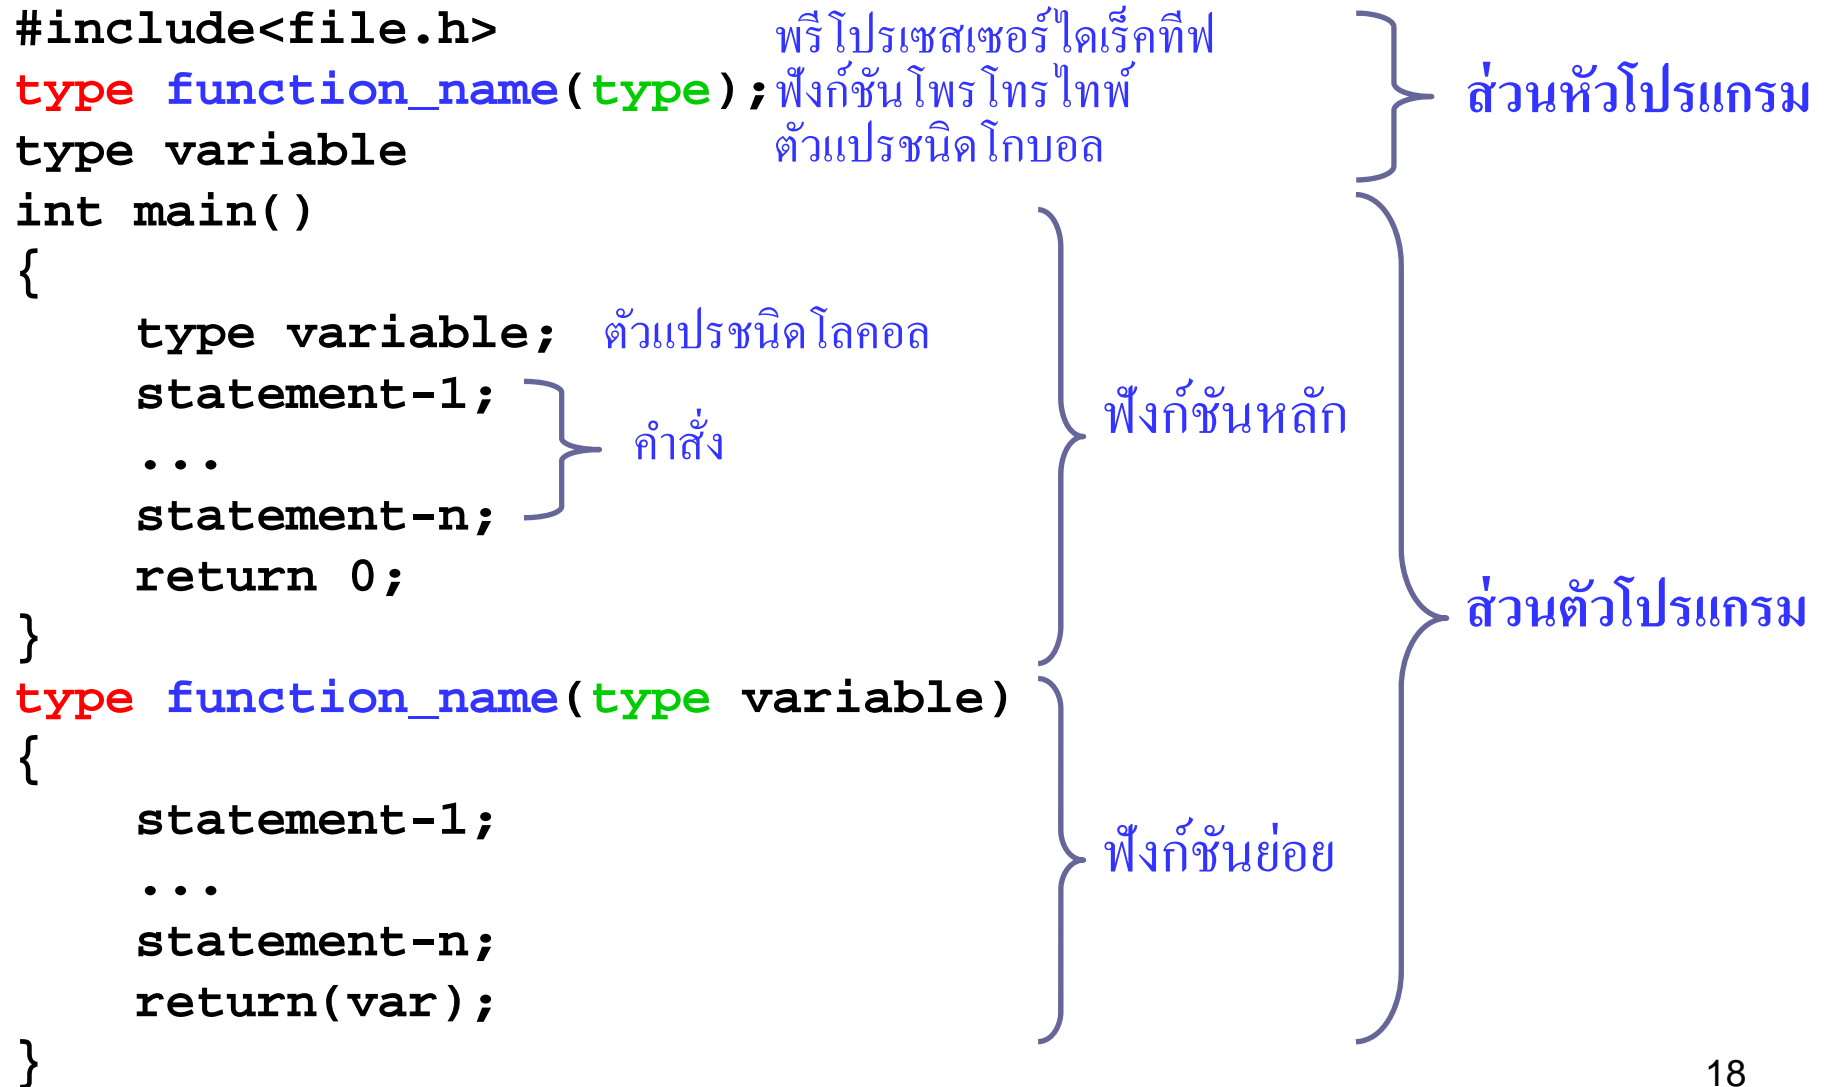 #include<file.h> พรีโปรเซสเซอร์ไดเร็คทีฟ
type function_name(type); ฟังก์ชันโพรโทรไทพ์
ส่วนหัวโปรแกรม
type variable ตัวแปรชนิดโกบอล
int main()
{
type variable; ตัวแปรชนิดโลคอล
statement-1;
ฟังก์ชันหลัก
... คำสั่ง
statement-n;
return 0;
ส่วนตัวโปรแกรม
}
type function_name(type variable)
{
statement-1;
ฟังก์ชันย่อย
...
statement-n;
return(var);
}
18